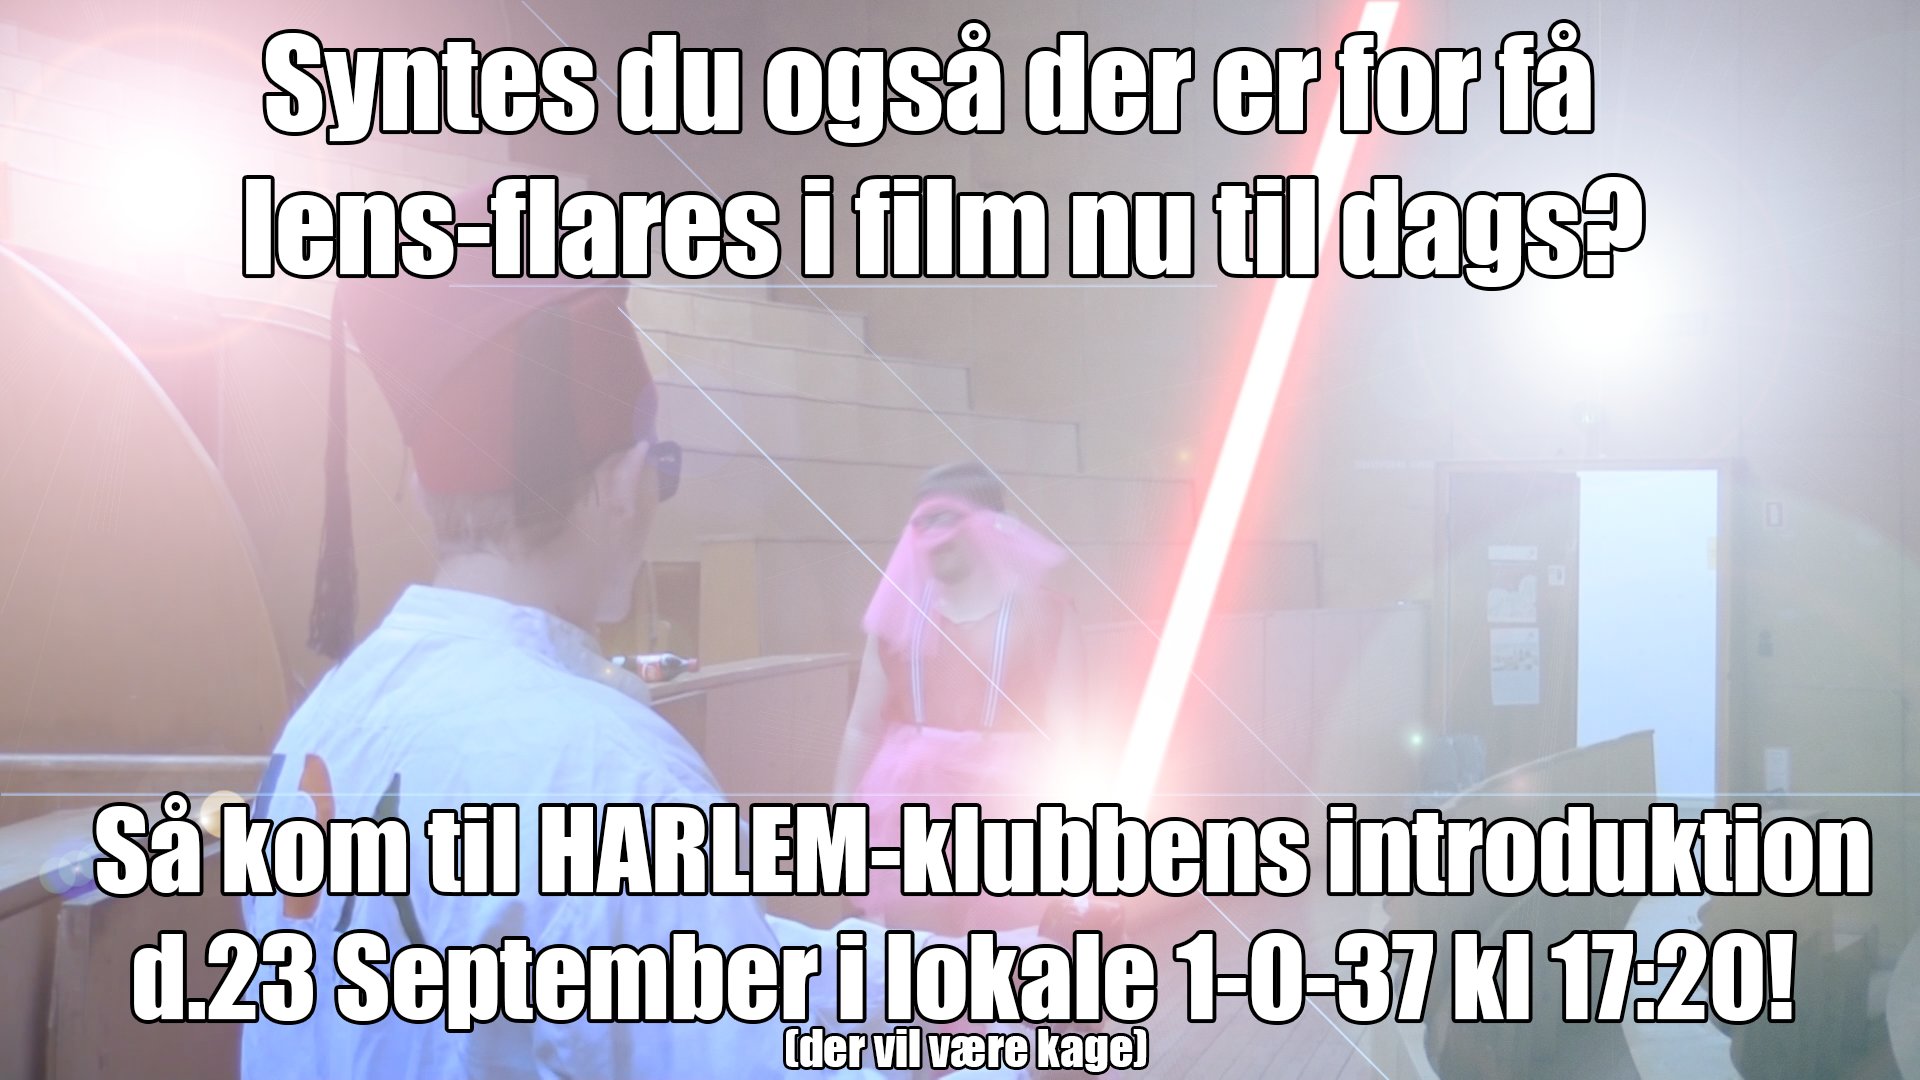 Syntes du også der er for få
lens-flares i film nu til dags?
Så kom til HARLEM-klubbens introduktion
d.23 September i lokale 1-0-37 kl 17:20!
(der vil være kage)